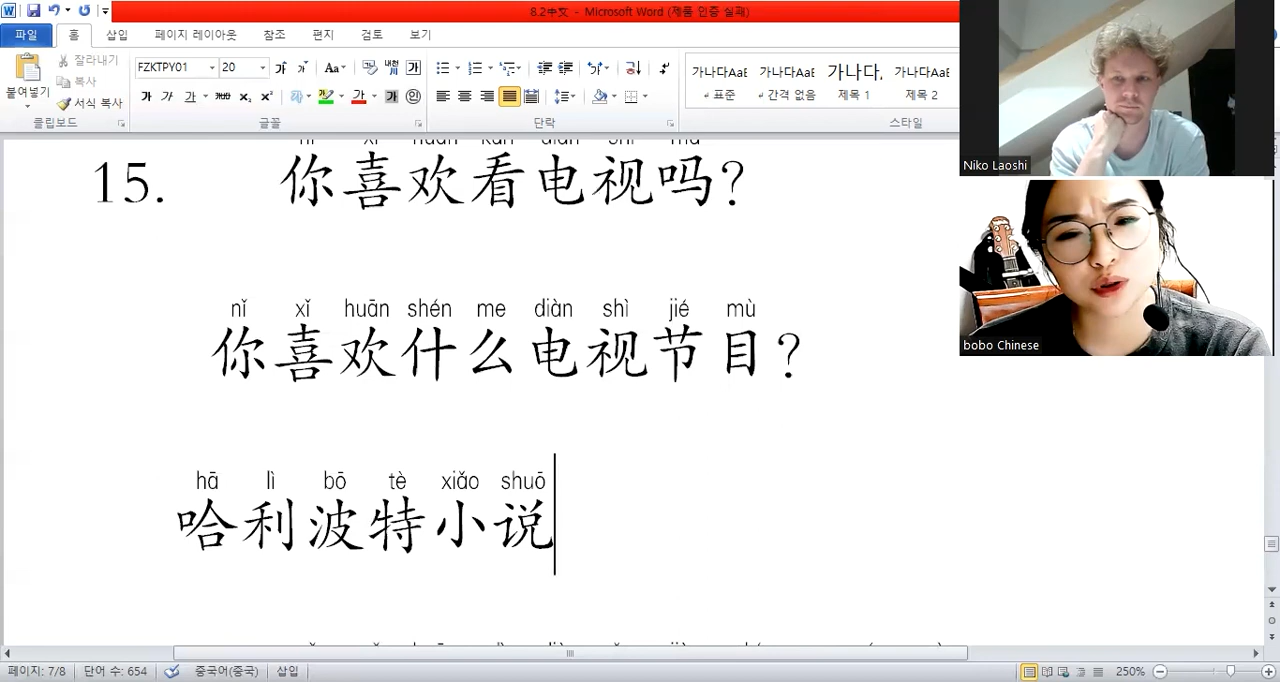 8.2中文 - Microsoft Word (제품 인증 실패)
파일 홈 삽입 페이지 레이아웃 참조 편지 검토 보기
붙여넣기
잘라내기
복사
서식 복사
클립보드
FZKTPY01 20
글꼴
단락
가나다AaB 가나다AaB 가나다, 가나다AaB
표준 간격 없음 제목 1 제목 2
스타일
Niko Laoshi
bobo Chinese
15. 你喜欢看电视吗?
nǐ xǐ huān shén me diàn shì jié mù
你喜欢什么电视节目?
hā lì bō tè xiǎo shuō
哈利波特小说
페이지: 7/8 단어 수: 654 중국어(중국) 삽입 250%